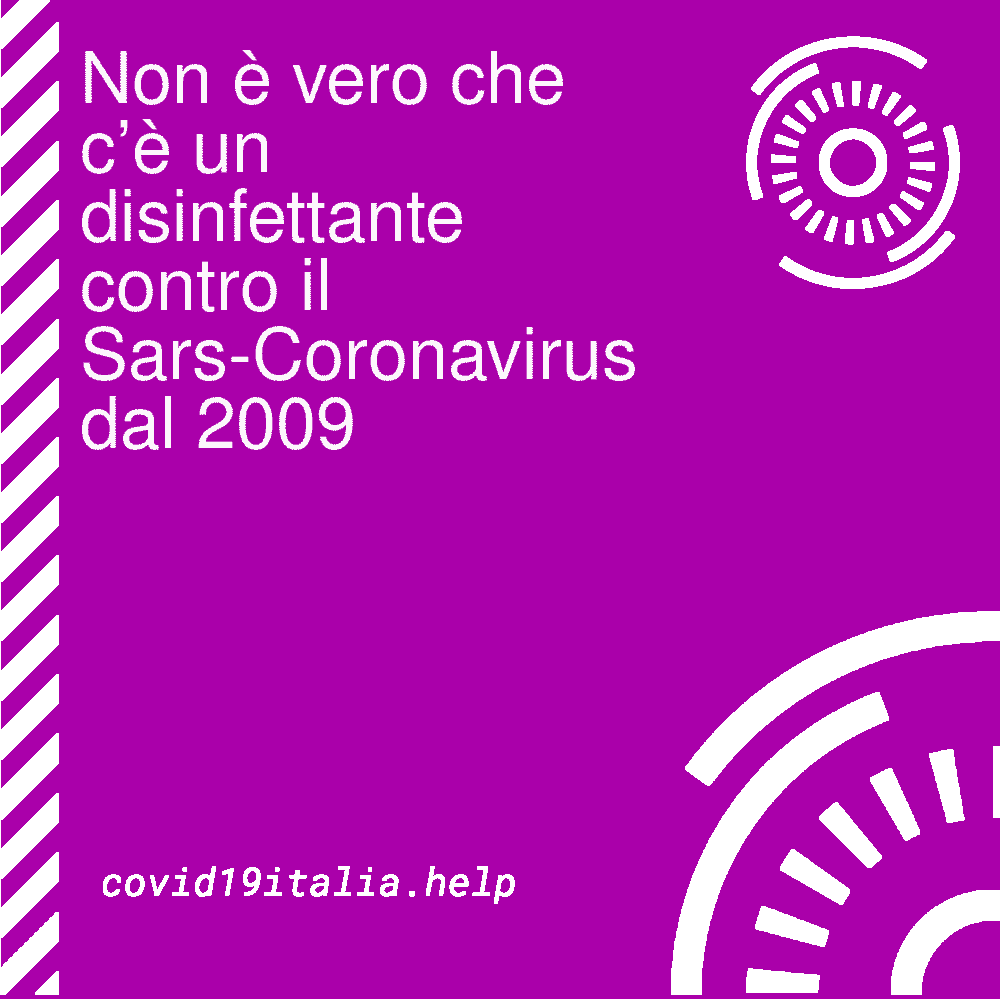 Non è vero che
c’è un
disinfettante
contro il
Sars-Coronavirus
dal 2009
covid19italia.help